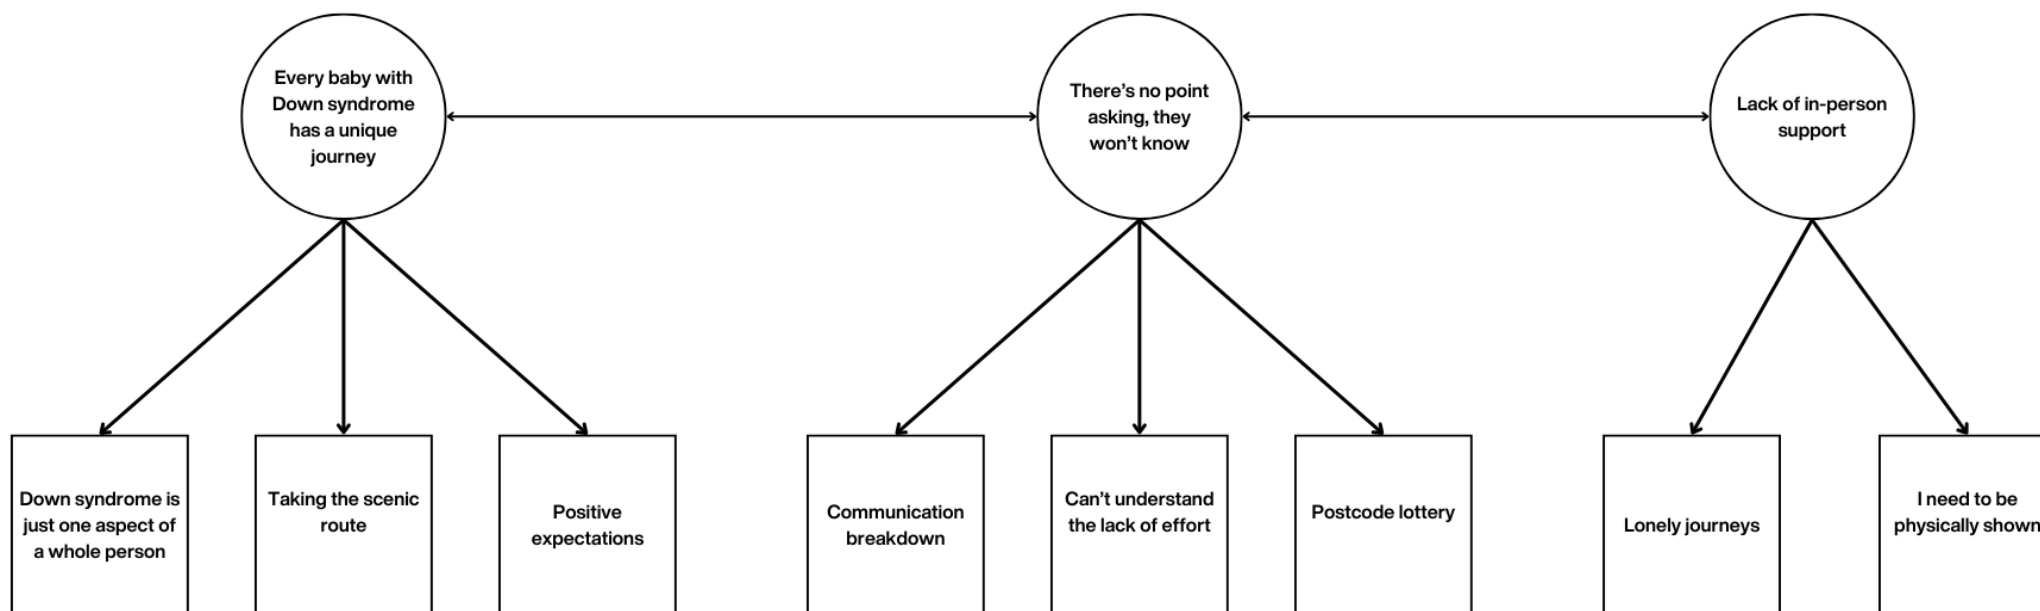 Every baby with
Down syndrome
has a unique
journey
There’s no point
asking, they
won’t know
Lack of in-person
support
Down syndrome is
just one aspect of
a whole person
Taking the scenic
route
Positive
expectations
Communication
breakdown
Can’t understand
the lack of effort
Postcode lottery
Lonely journeys
I need to be
physically shown